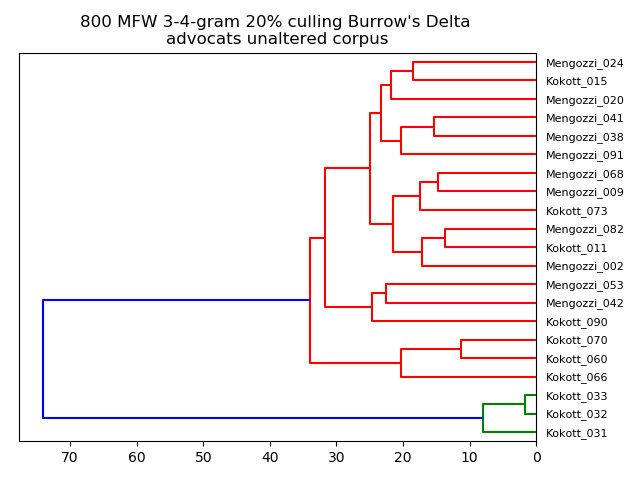 800 MFW 3-4-gram 20% culling Burrow's Delta
advocats unaltered corpus
Mengozzi_024
Kokott_015
Mengozzi_020
Mengozzi_041
Mengozzi_038
Mengozzi_091
Mengozzi_068
Mengozzi_009
Kokott_073
Mengozzi_082
Kokott_011
Mengozzi_002
Mengozzi_053
Mengozzi_042
Kokott_090
Kokott_070
Kokott_060
Kokott_066
Kokott_033
Kokott_032
Kokott_031
70 60 50 40 30 20 10 0